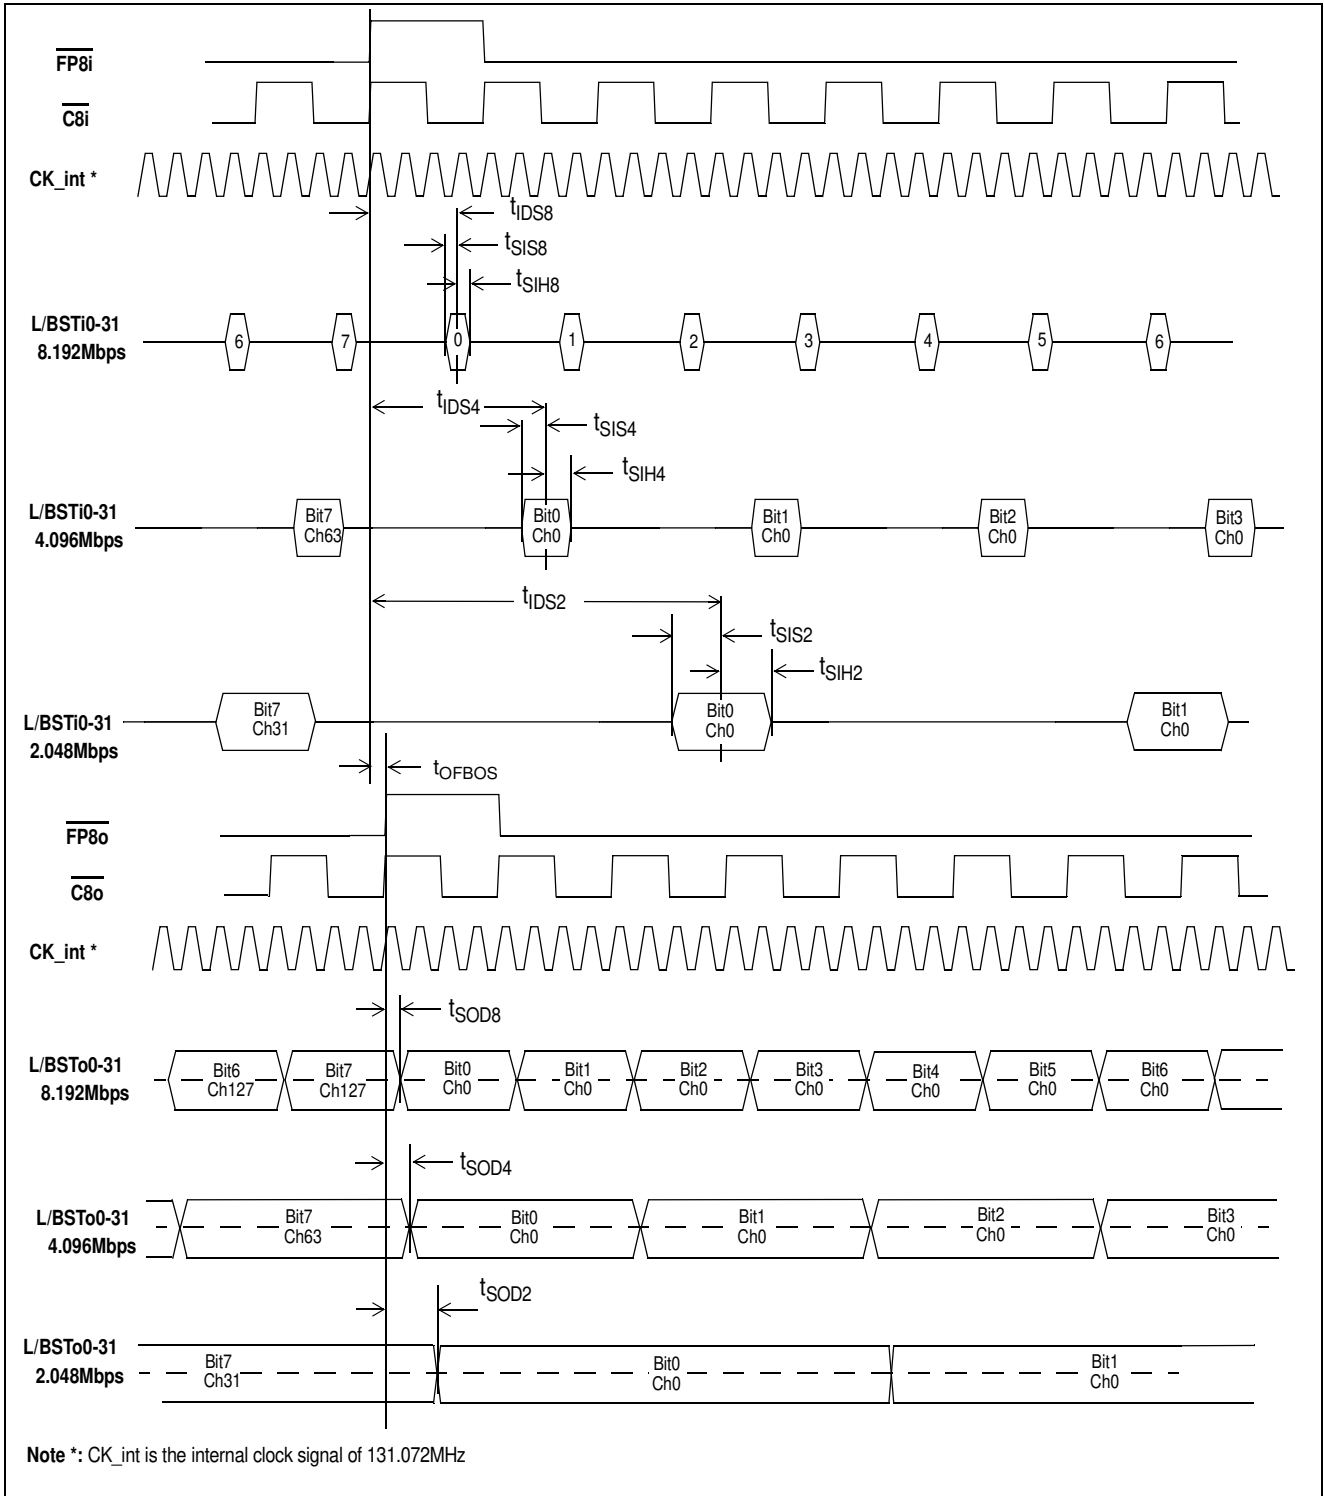 FP8i
C8i
CK_int *
tIDS8
tSIS8
tSIH8
L/BSTi0-31
8.192Mbps
6 7 0 1 2 3 4 5 6
tIDS4
tSIS4
tSIH4
L/BSTi0-31
4.096Mbps
Bit7 Bit0 Bit1 Bit2 Bit3
Ch63 Ch0 Ch0 Ch0 Ch0
tIDS2
tSIS2
tSIH2
L/BSTi0-31
2.048Mbps
Bit7 Bit0 Bit1
Ch31 Ch0 Ch0
tOFBOS
FP8o
C8o
CK_int *
tSOD8
L/BSTo0-31
8.192Mbps
Bit6 Bit7 Bit0 Bit1 Bit2 Bit3 Bit4 Bit5 Bit6
Ch127 Ch127 Ch0 Ch0 Ch0 Ch0 Ch0 Ch0 Ch0
tSOD4
L/BSTo0-31
4.096Mbps
Bit7 Bit0 Bit1 Bit2 Bit3
Ch63 Ch0 Ch0 Ch0 Ch0
tSOD2
L/BSTo0-31
2.048Mbps
Bit7 Bit0 Bit1
Ch31 Ch0 Ch0
Note *: CK_int is the internal clock signal of 131.072MHz